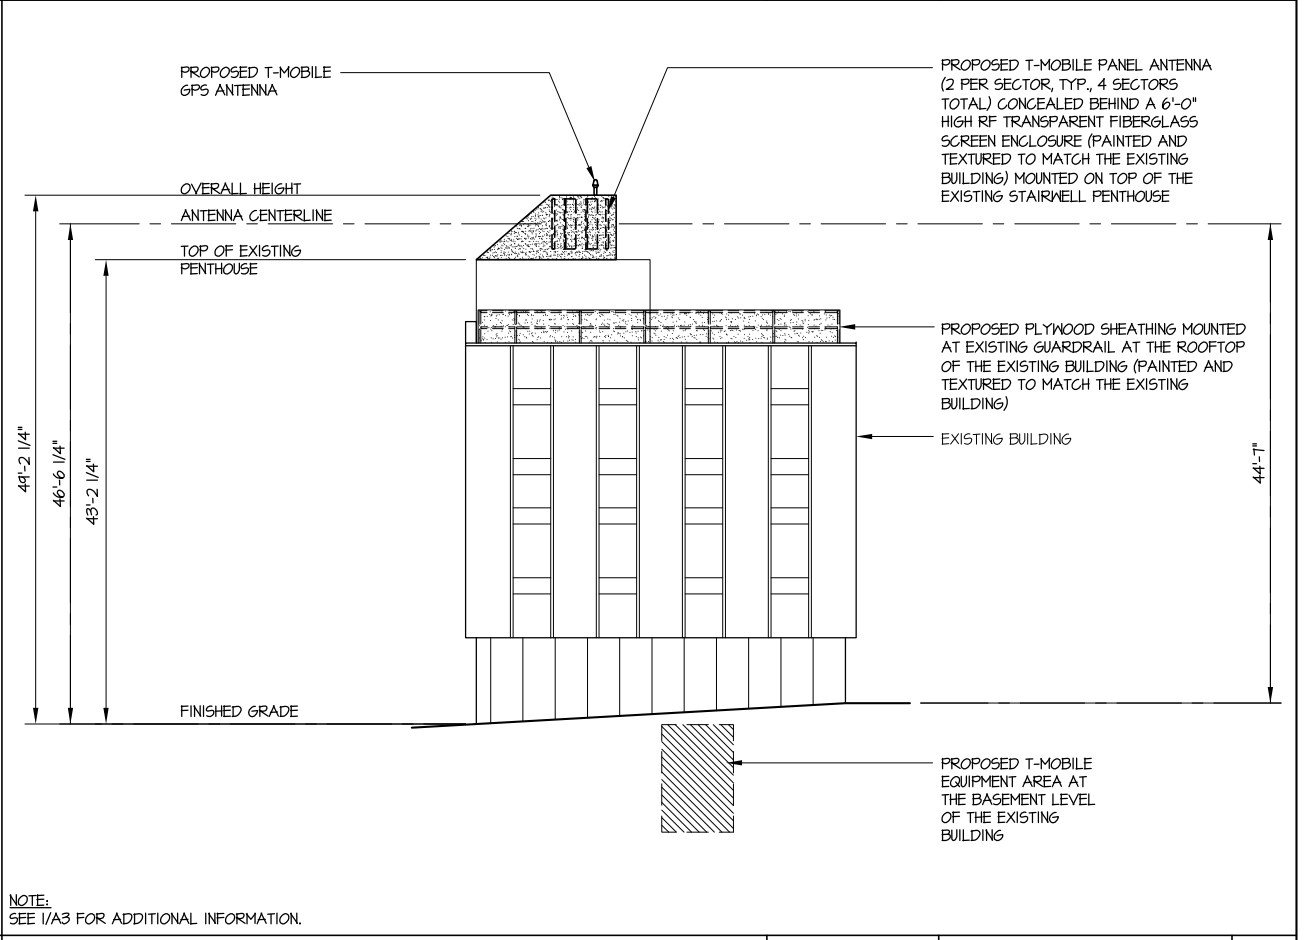 PROPOSED T-MOBILE
GPS ANTENNA
PROPOSED T-MOBILE PANEL ANTENNA
(2 PER SECTOR, TYP., 4 SECTORS
TOTAL) CONCEALED BEHIND A 6'-0"
HIGH RF TRANSPARENT FIBERGLASS
SCREEN ENCLOSURE (PAINTED AND
TEXTURED TO MATCH THE EXISTING
BUILDING) MOUNTED ON TOP OF THE
EXISTING STAIRWELL PENTHOUSE
OVERALL HEIGHT
ANTENNA CENTERLINE
TOP OF EXISTING
PENTHOUSE
PROPOSED PLYWOOD SHEATHING MOUNTED
AT EXISTING GUARDRAIL AT THE ROOFTOP
OF THE EXISTING BUILDING (PAINTED AND
TEXTURED TO MATCH THE EXISTING
BUILDING)
EXISTING BUILDING
49'-2 1/4"
46'-6 1/4"
43'-2 1/4"
44'-7"
FINISHED GRADE
PROPOSED T-MOBILE
EQUIPMENT AREA AT
THE BASEMENT LEVEL
OF THE EXISTING
BUILDING
NOTE:
SEE 1/A3 FOR ADDITIONAL INFORMATION.